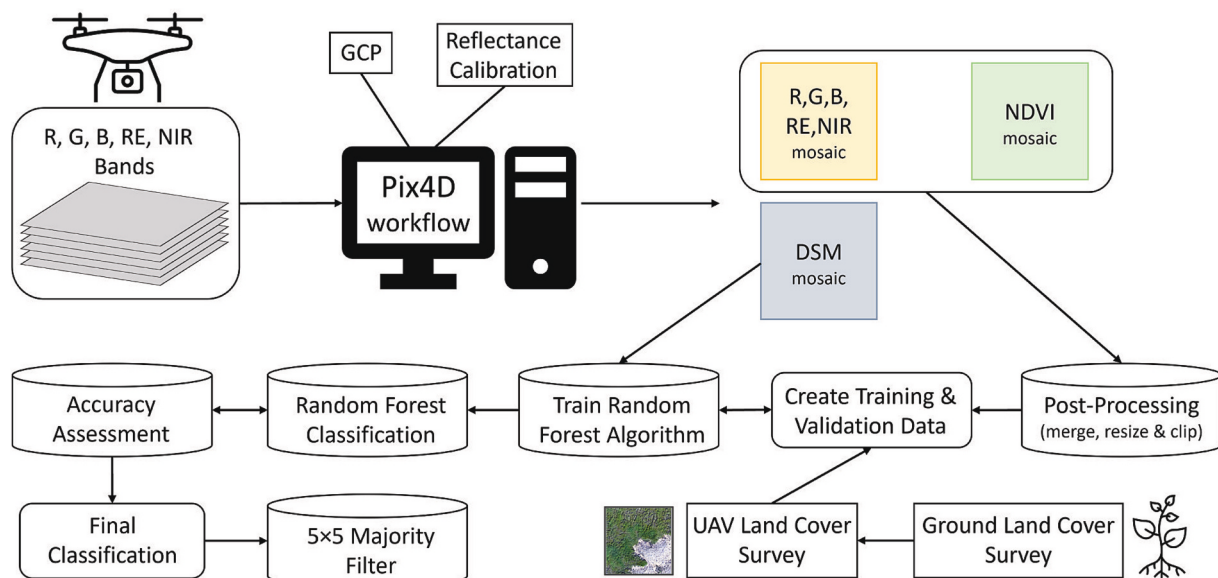 GCP
Reflectance
Calibration
R, G, B, RE, NIR
Bands
Pix4D
workflow
R,G,B,
RE,NIR
mosaic
NDVI
mosaic
DSM
mosaic
Accuracy
Assessment
Random Forest
Classification
Train Random
Forest Algorithm
Create Training &
Validation Data
Post-Processing
(merge, resize & clip)
Final
Classification
5×5 Majority
Filter
UAV Land Cover
Survey
Ground Land Cover
Survey